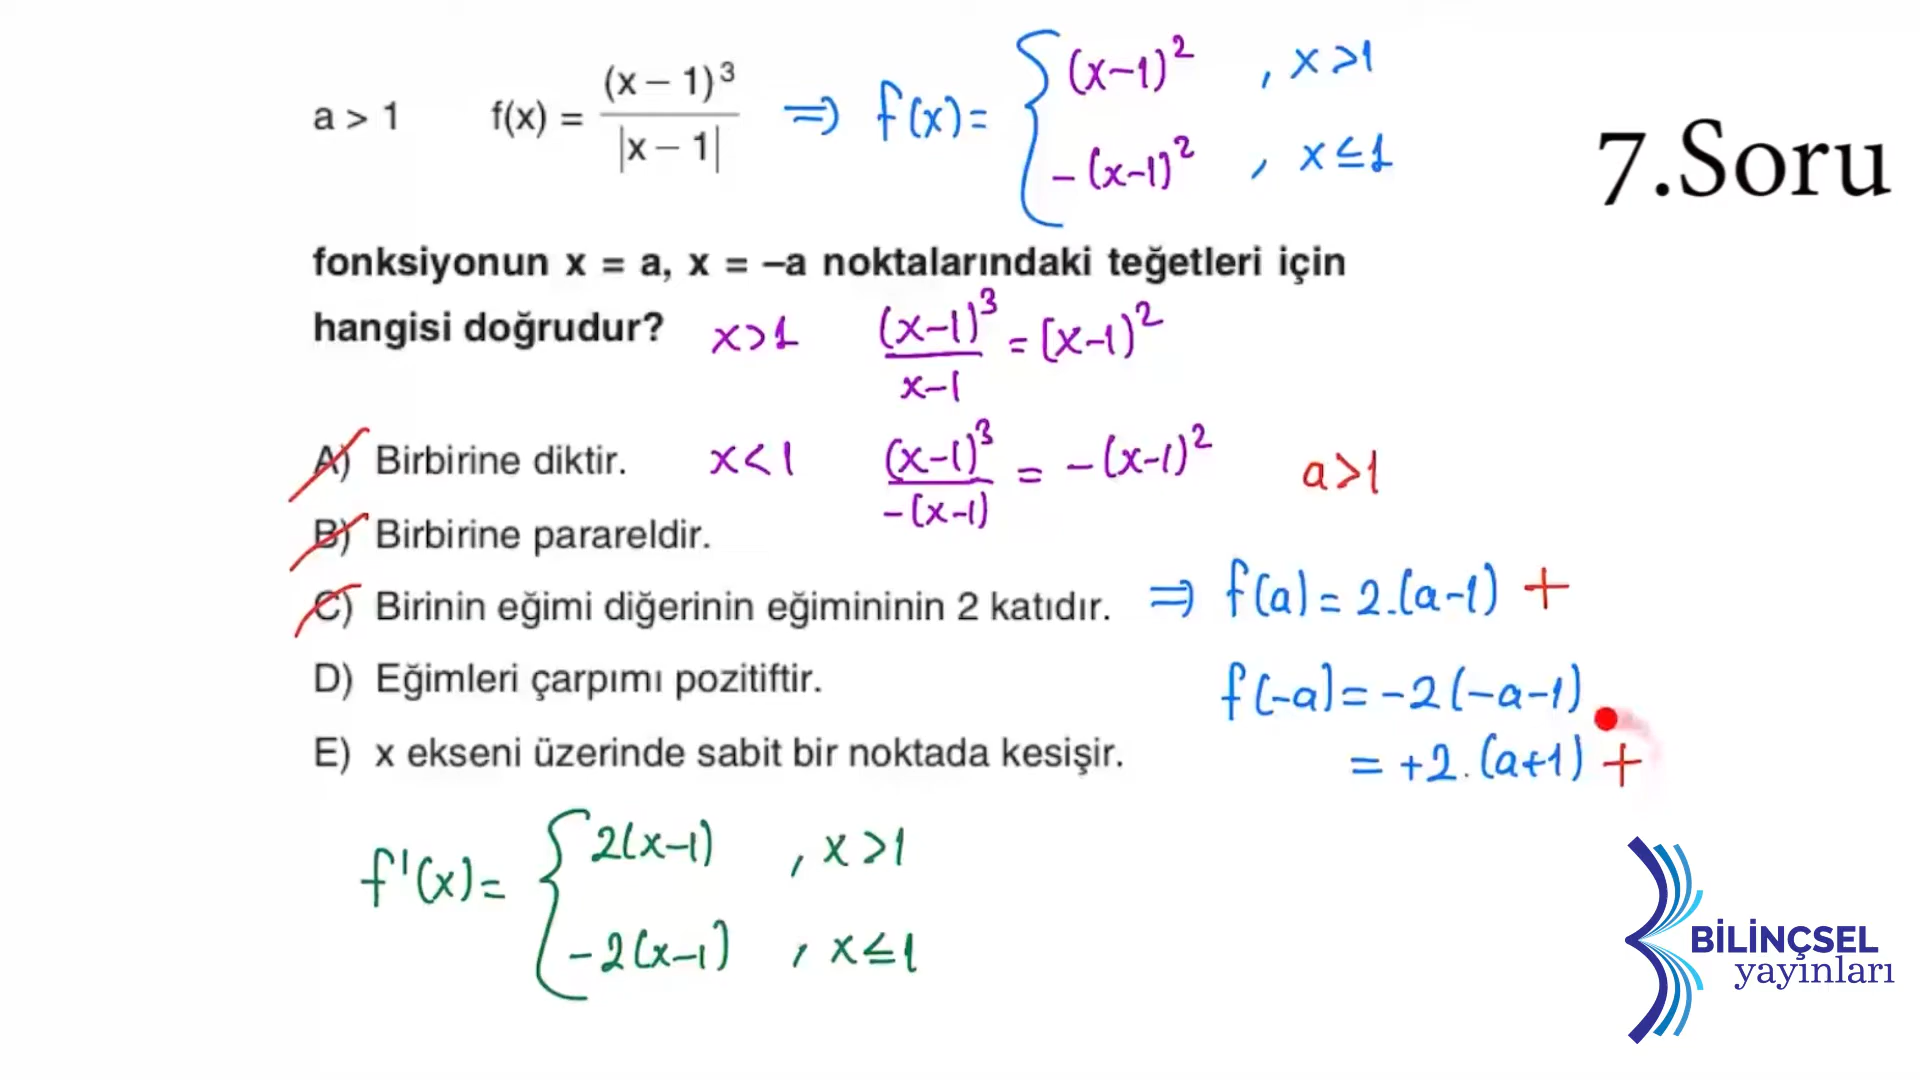 a > 1 f(x) = (x – 1)³ / |x – 1| ⇒ f(x) = { (x-1)² , x>1
-(x-1)² , x≤1
7.Soru
fonksiyonun x = a, x = –a noktalarındaki teğetleri için
hangisi doğrudur? x>1 (x-1)³ / x-1 = (x-1)²
A) Birbirine diktir. x<1 (x-1)³ / -(x-1) = -(x-1)² a>1
B) Birbirine parareldir.
C) Birinin eğimi diğerinin eğimininin 2 katıdır. ⇒ f(a) = 2.(a-1) +
D) Eğimleri çarpımı pozitiftir. f(-a) = -2(-a-1)
E) x ekseni üzerinde sabit bir noktada kesişir. = +2.(a+1) +
f'(x) = { 2(x-1) , x>1
-2(x-1) , x≤1
BİLİNÇSEL
yayınları